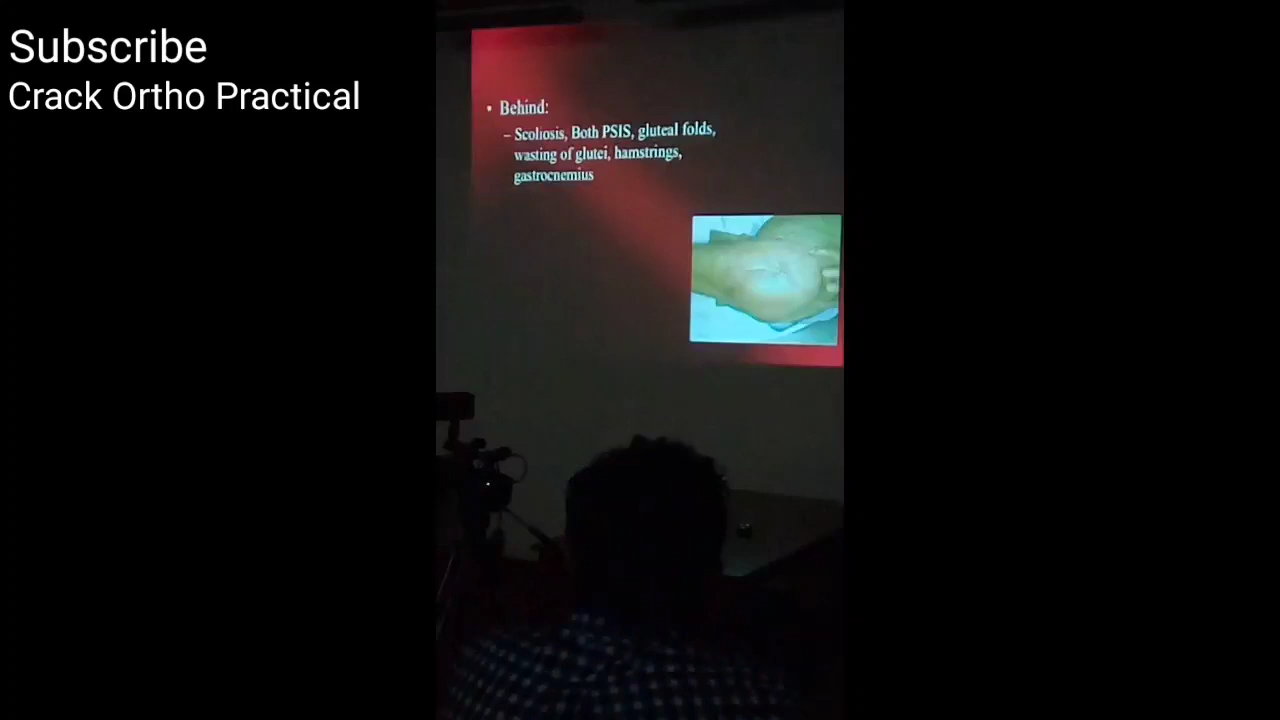 Subscribe
Crack Ortho Practical
• Behind:
– Scoliosis, Both PSIS, gluteal folds,
wasting of glutei, hamstrings,
gastrocnemius